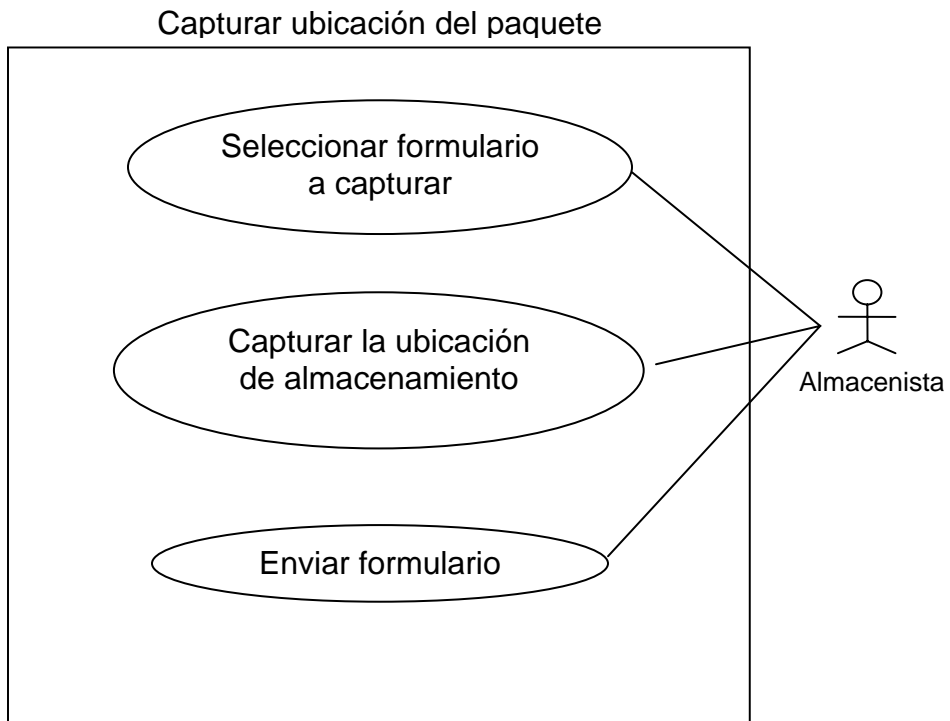 Capturar ubicación del paquete
Seleccionar formulario
a capturar
Capturar la ubicación
de almacenamiento
Almacenista
Enviar formulario